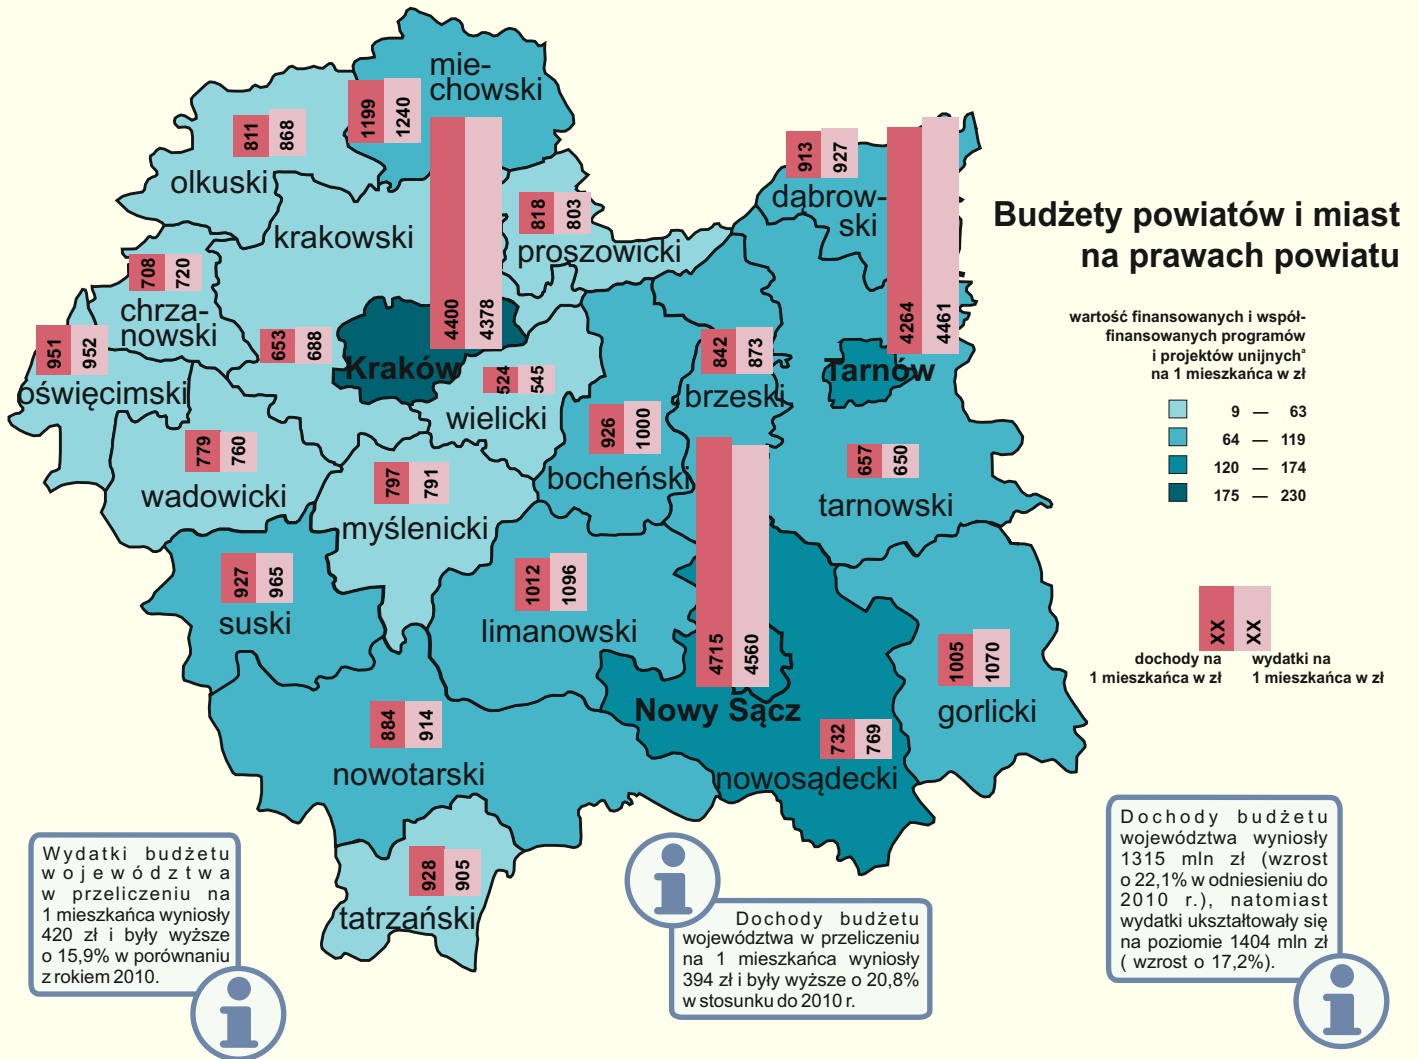 mie-
chowski
1199
1240
811
868
olkuski
krakowski
4400
4378
818
803
proszowicki
913
927
dąbrow-
ski
4264
4461
Budżety powiatów i miast
na prawach powiatu
708
720
chrza-
nowski
951
952
oświęcimski
653
688
Kraków
524
545
wielicki
842
873
brzeski
Tarnów
wartość finansowanych i współ-
finansowanych programów
i projektów unijnychª
na 1 mieszkańca w zł
9 — 63
64 — 119
120 — 174
175 — 230
779
760
wadowicki
797
791
myślenicki
926
1000
bocheński
657
650
tarnowski
927
965
suski
1012
1096
limanowski
4715
4560
Nowy Sącz
1005
1070
gorlicki
XX
XX
dochody na
1 mieszkańca w zł
wydatki na
1 mieszkańca w zł
884
914
nowotarski
732
769
nowosądecki
928
905
tatrzański
Wydatki budżetu
województwa
w przeliczeniu na
1 mieszkańca wyniosły
420 zł i były wyższe
o 15,9% w porównaniu
z rokiem 2010.
Dochody budżetu
województwa w przeliczeniu
na 1 mieszkańca wyniosły
394 zł i były wyższe o 20,8%
w stosunku do 2010 r.
Dochody budżetu
województwa wyniosły
1315 mln zł (wzrost
o 22,1% w odniesieniu do
2010 r.), natomiast
wydatki ukształtowały się
na poziomie 1404 mln zł
( wzrost o 17,2%).